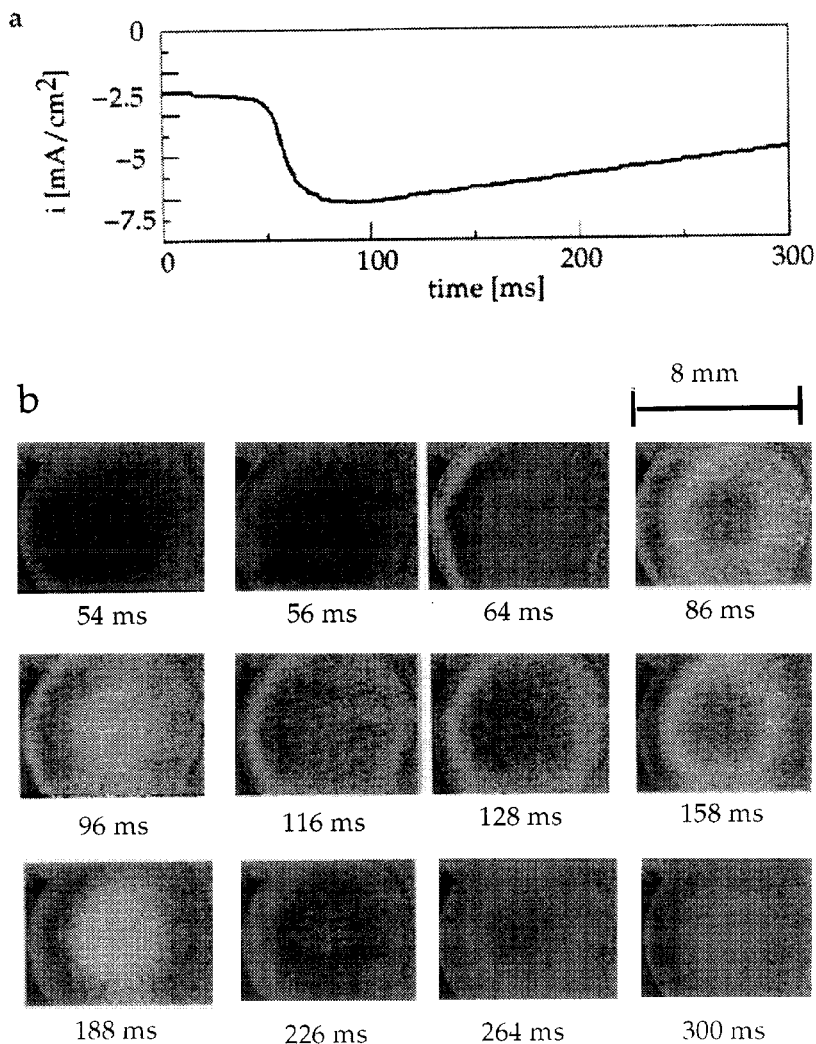 a
0
−2.5
−5
−7.5
i [mA/cm²]
0 100 200 300
time [ms]
b
8 mm
54 ms 56 ms 64 ms 86 ms
96 ms 116 ms 128 ms 158 ms
188 ms 226 ms 264 ms 300 ms